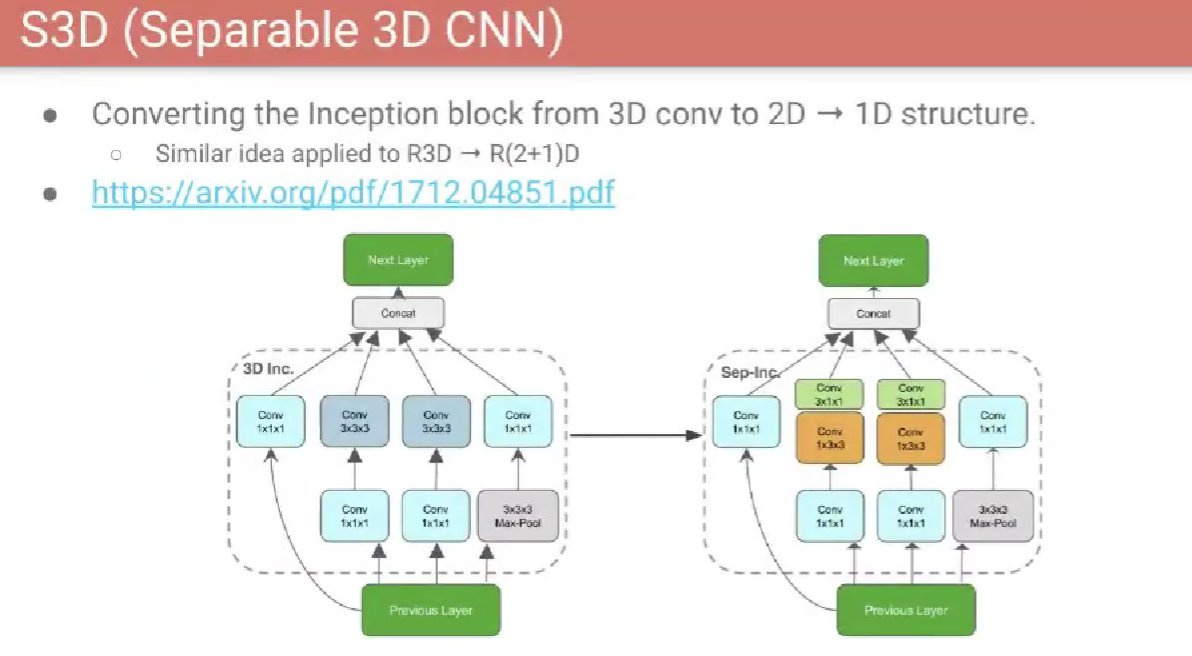 S3D (Separable 3D CNN)
● Converting the Inception block from 3D conv to 2D → 1D structure.
○ Similar idea applied to R3D → R(2+1)D
● https://arxiv.org/pdf/1712.04851.pdf
Next Layer
Concat
3D Inc.
Conv
1x1x1
Conv
3x3x3
Conv
3x3x3
Conv
1x1x1
Conv
1x1x1
Conv
1x1x1
3x3x3
Max-Pool
Previous Layer
Next Layer
Concat
Sep-Inc.
Conv
1x1x1
Conv
3x1x1
Conv
1x3x3
Conv
3x1x1
Conv
1x3x3
Conv
1x1x1
Conv
1x1x1
Conv
1x1x1
3x3x3
Max-Pool
Previous Layer